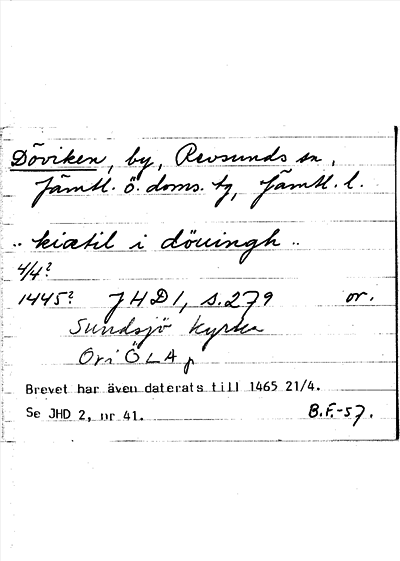 Döviken, by, Revsunds sn,
Jämtl. ö. doms. tg, Jämtl. l.
.. kiætil i döuingh ..
4/4?
1445? JHD 1, s. 279 or.
Sundsjö kyrka
Or i ÖLA p
Brevet har även daterats till 1465 21/4.
Se JHD 2, nr 41. B.F.-57.